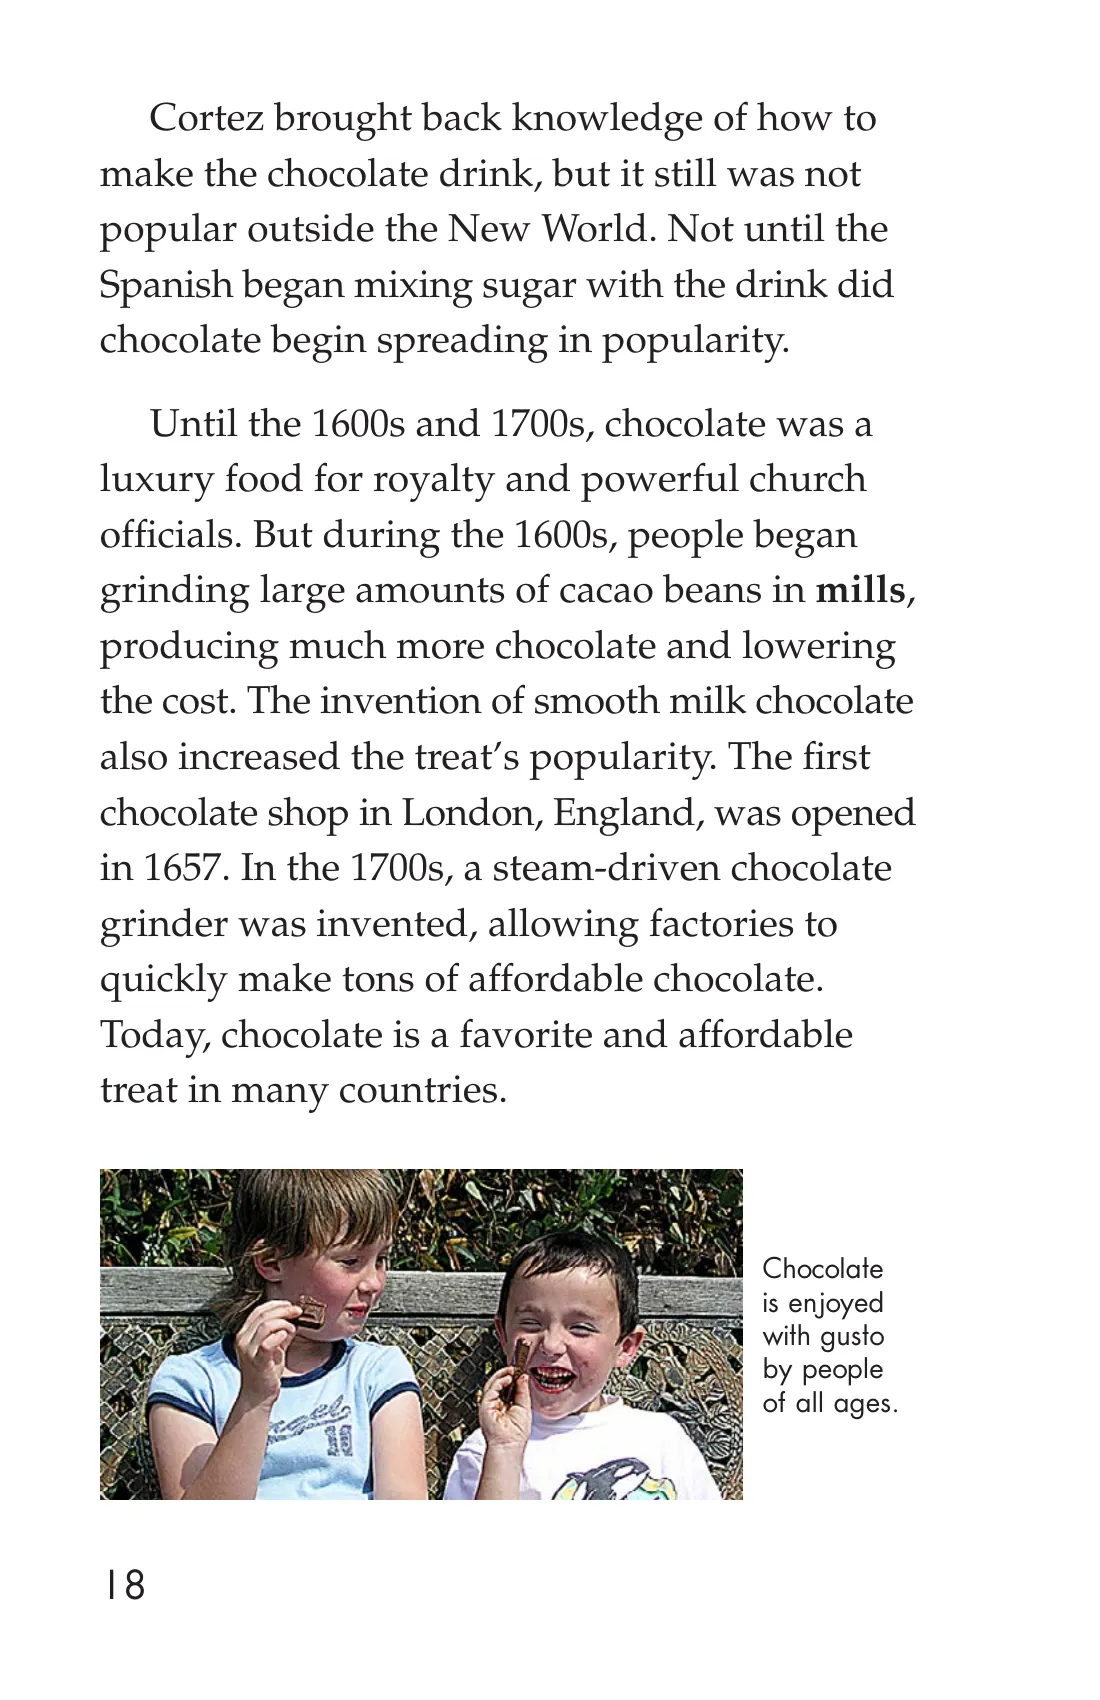 Cortez brought back knowledge of how to
make the chocolate drink, but it still was not
popular outside the New World. Not until the
Spanish began mixing sugar with the drink did
chocolate begin spreading in popularity.
Until the 1600s and 1700s, chocolate was a
luxury food for royalty and powerful church
officials. But during the 1600s, people began
grinding large amounts of cacao beans in mills,
producing much more chocolate and lowering
the cost. The invention of smooth milk chocolate
also increased the treat’s popularity. The first
chocolate shop in London, England, was opened
in 1657. In the 1700s, a steam-driven chocolate
grinder was invented, allowing factories to
quickly make tons of affordable chocolate.
Today, chocolate is a favorite and affordable
treat in many countries.
Chocolate
is enjoyed
with gusto
by people
of all ages.
18